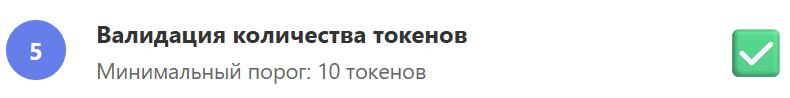 5
Валидация количества токенов
Минимальный порог: 10 токенов